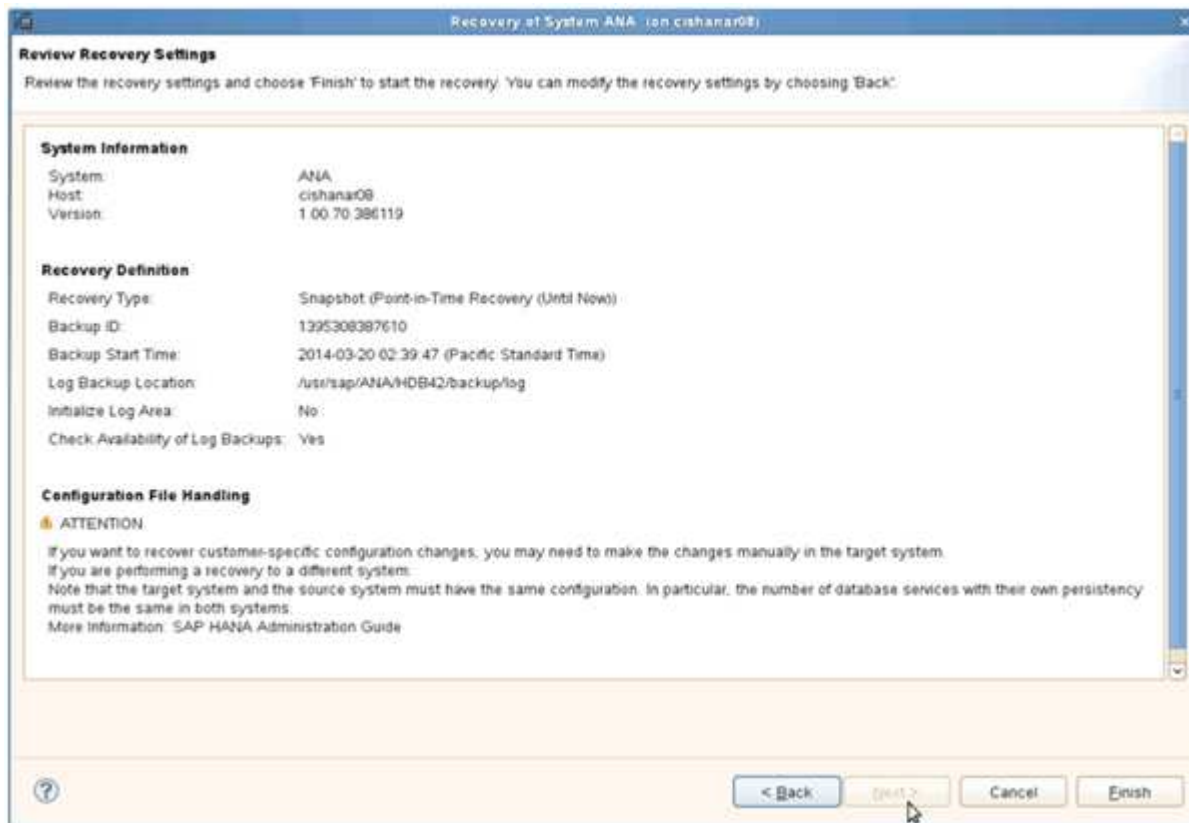 Recovery of System ANA (on cishanar08)
Review Recovery Settings
Review the recovery settings and choose 'Finish' to start the recovery. You can modify the recovery settings by choosing 'Back'.
System Information
System: ANA
Host: cishanar08
Version: 1.00.70.386119
Recovery Definition
Recovery Type: Snapshot (Point-in-Time Recovery (Until Now))
Backup ID: 1395308387610
Backup Start Time: 2014-03-20 02:39:47 (Pacific Standard Time)
Log Backup Location: /usr/sap/ANA/HDB42/backup/log
Initialize Log Area: No
Check Availability of Log Backups: Yes
Configuration File Handling
ATTENTION
If you want to recover customer-specific configuration changes, you may need to make the changes manually in the target system.
If you are performing a recovery to a different system:
Note that the target system and the source system must have the same configuration. In particular, the number of database services with their own persistency
must be the same in both systems.
More Information: SAP HANA Administration Guide
< Back Next > Cancel Finish